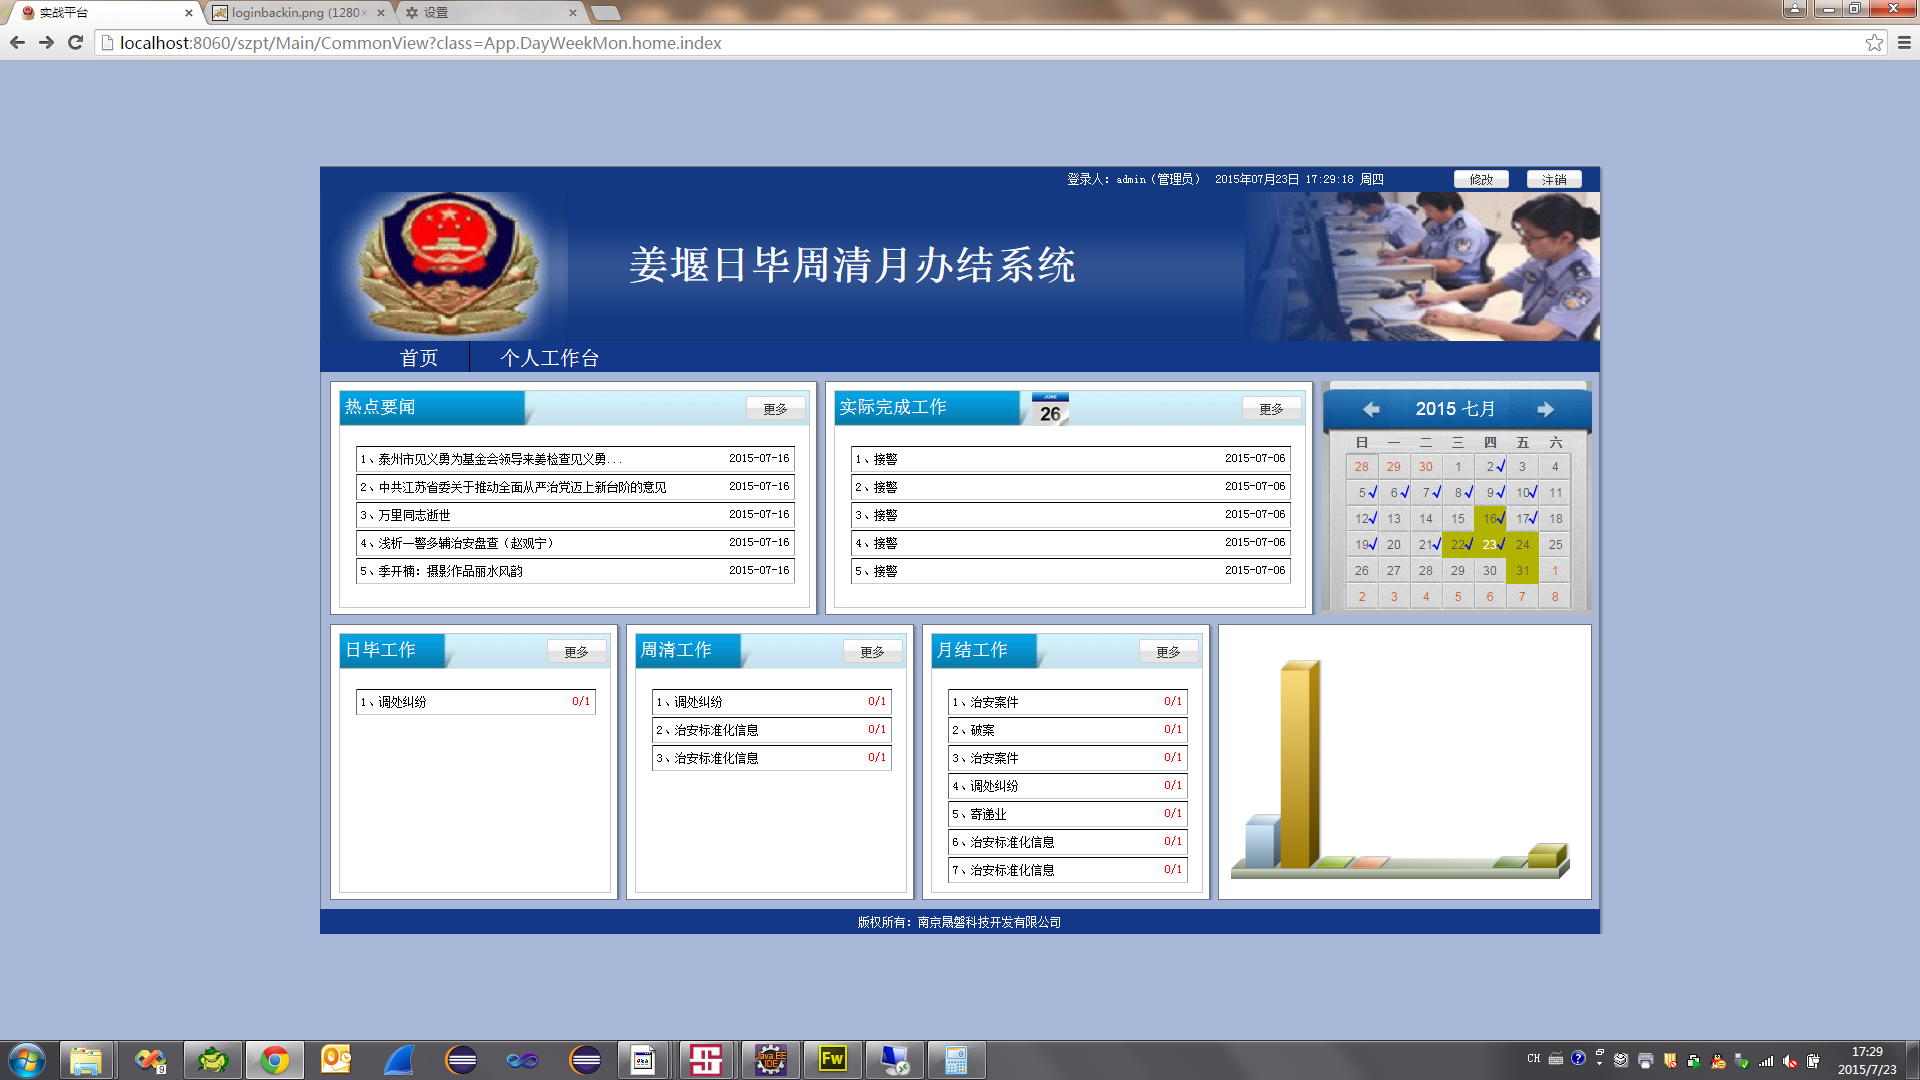 实战平台
loginbackin.png (1280×
设置
localhost:8060/szpt/Main/CommonView?class=App.DayWeekMon.home.index
登录人：admin（管理员） 2015年07月23日 17:29:18 周四
修改
注销
姜堰日毕周清月办结系统
首页
个人工作台
热点要闻
更多
1、泰州市见义勇为基金会领导来姜检查见义勇... 2015-07-16
2、中共江苏省委关于推动全面从严治党迈上新台阶的意见 2015-07-16
3、万里同志逝世 2015-07-16
4、浅析一警多辅治安盘查（赵观宁） 2015-07-16
5、季开楠：摄影作品丽水风韵 2015-07-16
实际完成工作
JUNE
26
更多
1、接警 2015-07-06
2、接警 2015-07-06
3、接警 2015-07-06
4、接警 2015-07-06
5、接警 2015-07-06
2015 七月
日 一 二 三 四 五 六
28 29 30 1 2 3 4
5 6 7 8 9 10 11
12 13 14 15 16 17 18
19 20 21 22 23 24 25
26 27 28 29 30 31 1
2 3 4 5 6 7 8
日毕工作
更多
1、调处纠纷 0/1
周清工作
更多
1、调处纠纷 0/1
2、治安标准化信息 0/1
3、治安标准化信息 0/1
月结工作
更多
1、治安案件 0/1
2、破案 0/1
3、治安案件 0/1
4、调处纠纷 0/1
5、寄递业 0/1
6、治安标准化信息 0/1
7、治安标准化信息 0/1
版权所有：南京晟磐科技开发有限公司
9
Java EE
IDE
Fw
CH
17:29
2015/7/23